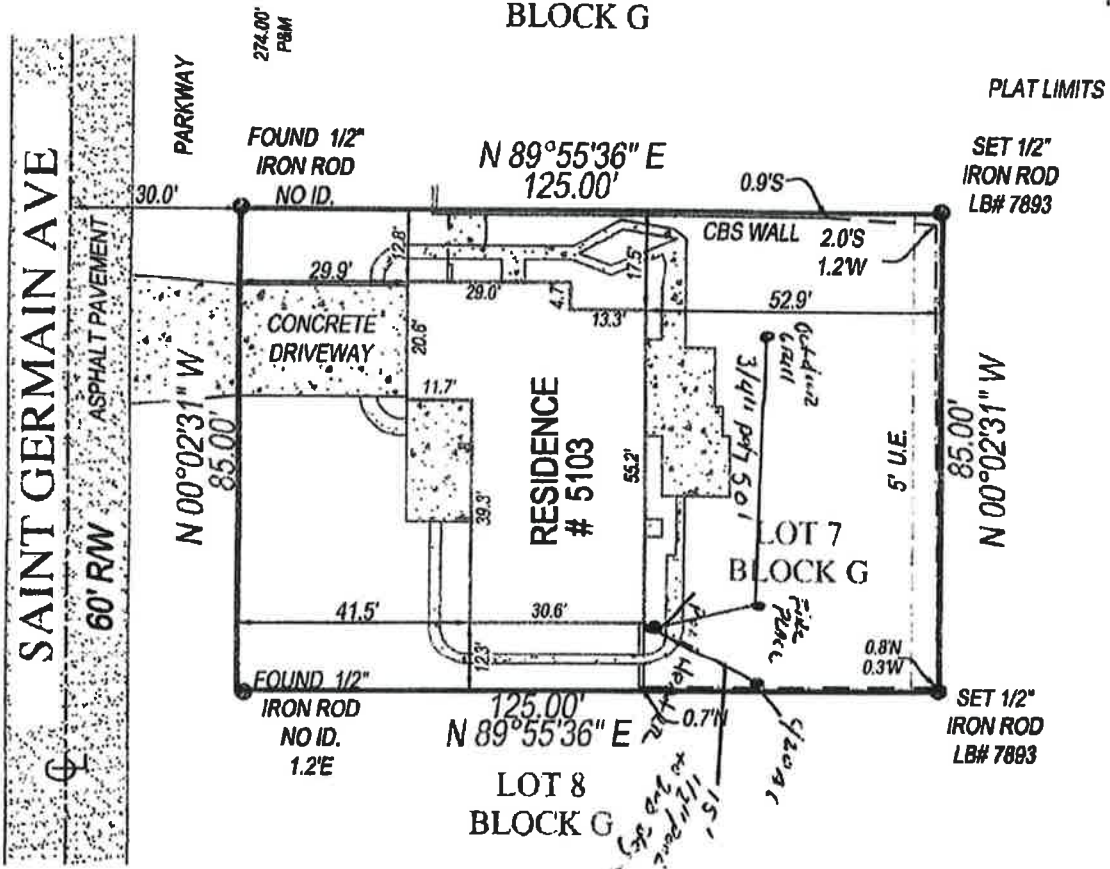 BLOCK G
274.00'
P&M
PARKWAY
PLAT LIMITS
FOUND 1/2"
IRON ROD
NO ID.
N 89°55'36" E
125.00'
SET 1/2"
IRON ROD
LB# 7893
30.0'
0.9'S
CBS WALL
2.0'S
1.2'W
12.8'
17.5'
29.9'
29.0'
4.7'
13.3'
52.9'
CONCRETE
DRIVEWAY
20.6'
11.7'
SAINT GERMAIN AVE
ASPHALT PAVEMENT
60' R/W
N 00°02'31" W
85.00'
RESIDENCE
# 5103
55.2'
39.3'
3/4" poly 501
5' U.E.
85.00'
N 00°02'31" W
LOT 7
BLOCK G
Fire
Place
41.5'
30.6'
12.3'
0.8'N
0.3'W
FOUND 1/2"
IRON ROD
NO ID.
1.2'E
125.00'
N 89°55'36" E
0.7'N
SET 1/2"
IRON ROD
LB# 7893
15'
LOT 8
BLOCK G